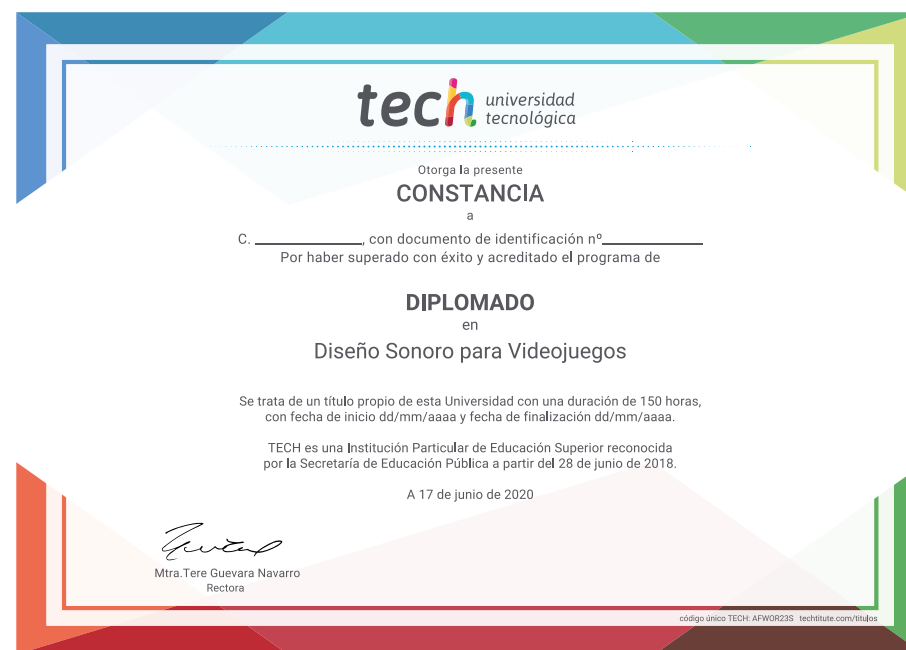 tech universidad
tecnológica
Otorga la presente
CONSTANCIA
a
C. ____________, con documento de identificación nº____________
Por haber superado con éxito y acreditado el programa de
DIPLOMADO
en
Diseño Sonoro para Videojuegos
Se trata de un título propio de esta Universidad con una duración de 150 horas,
con fecha de inicio dd/mm/aaaa y fecha de finalización dd/mm/aaaa.
TECH es una Institución Particular de Educación Superior reconocida
por la Secretaría de Educación Pública a partir del 28 de junio de 2018.
A 17 de junio de 2020
Mtra.Tere Guevara Navarro
Rectora
código único TECH: AFWOR23S techtitute.com/titulos